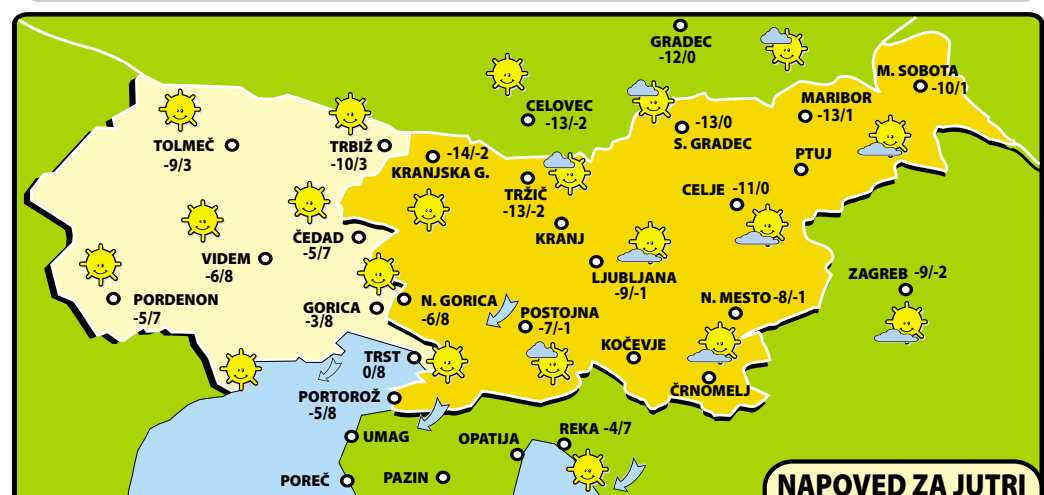 GRADEC
-12/0
M. SOBOTA
-10/1
CELOVEC
-13/-2
MARIBOR
-13/1
-13/0
S. GRADEC
TOLMEČ
-9/3
TRBIŽ
-10/3
-14/-2
KRANJSKA G.
PTUJ
TRŽIČ
-13/-2
CELJE -11/0
KRANJ
ČEDAD
-5/7
VIDEM
-6/8
LJUBLJANA
-9/-1
ZAGREB -9/-2
PORDENON
-5/7
GORICA
-3/8
N. GORICA
-6/8
POSTOJNA
-7/-1
N. MESTO -8/-1
KOČEVJE
TRST
0/8
ČRNOMELJ
PORTOROŽ
-5/8
UMAG
OPATIJA
REKA -4/7
POREČ
PAZIN
NAPOVED ZA JUTRI